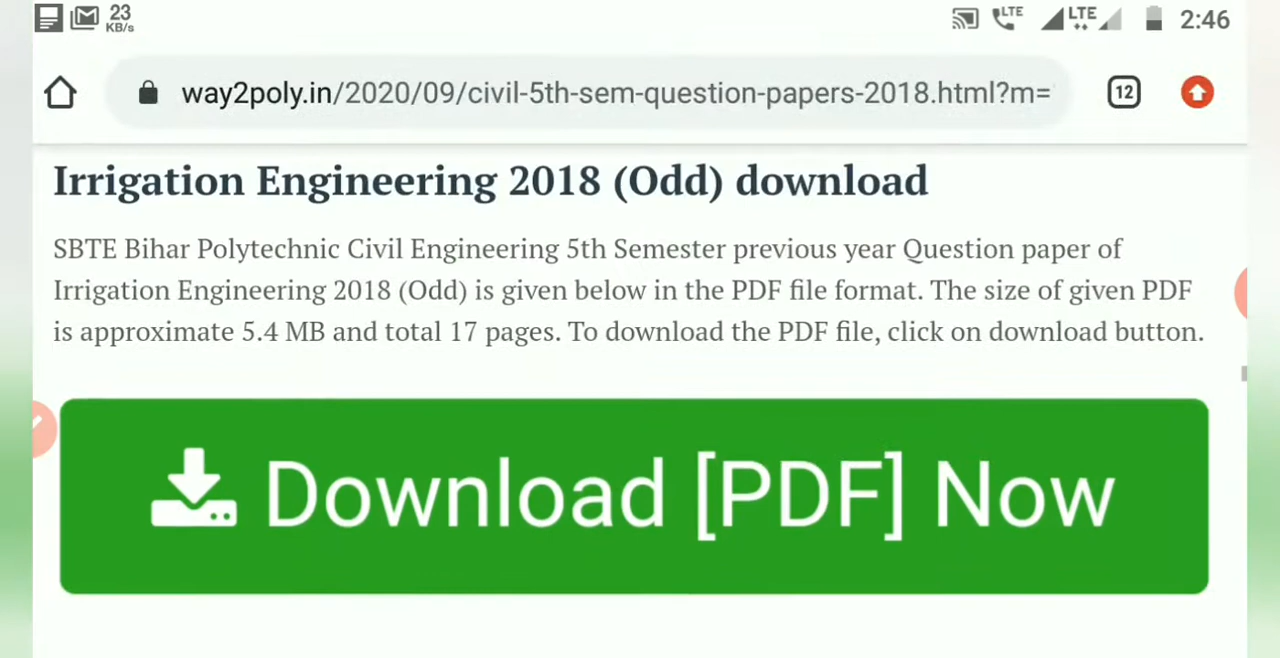 23
KB/s
LTE
LTE
2:46
way2poly.in/2020/09/civil-5th-sem-question-papers-2018.html?m=
12
Irrigation Engineering 2018 (Odd) download
SBTE Bihar Polytechnic Civil Engineering 5th Semester previous year Question paper of
Irrigation Engineering 2018 (Odd) is given below in the PDF file format. The size of given PDF
is approximate 5.4 MB and total 17 pages. To download the PDF file, click on download button.
Download [PDF] Now